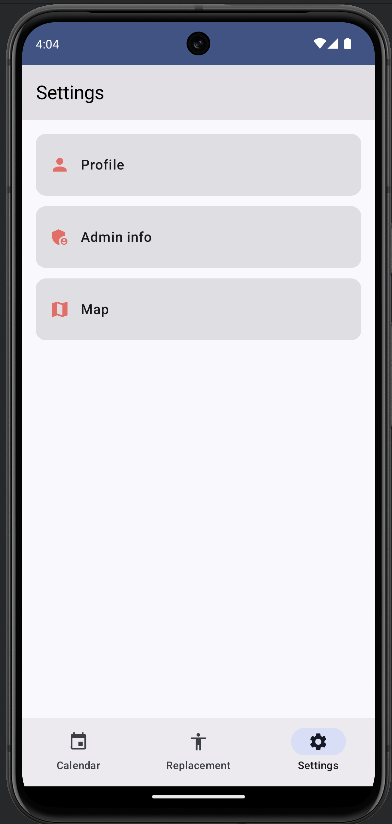 4:04
Settings
Profile
Admin info
Map
Calendar
Replacement
Settings